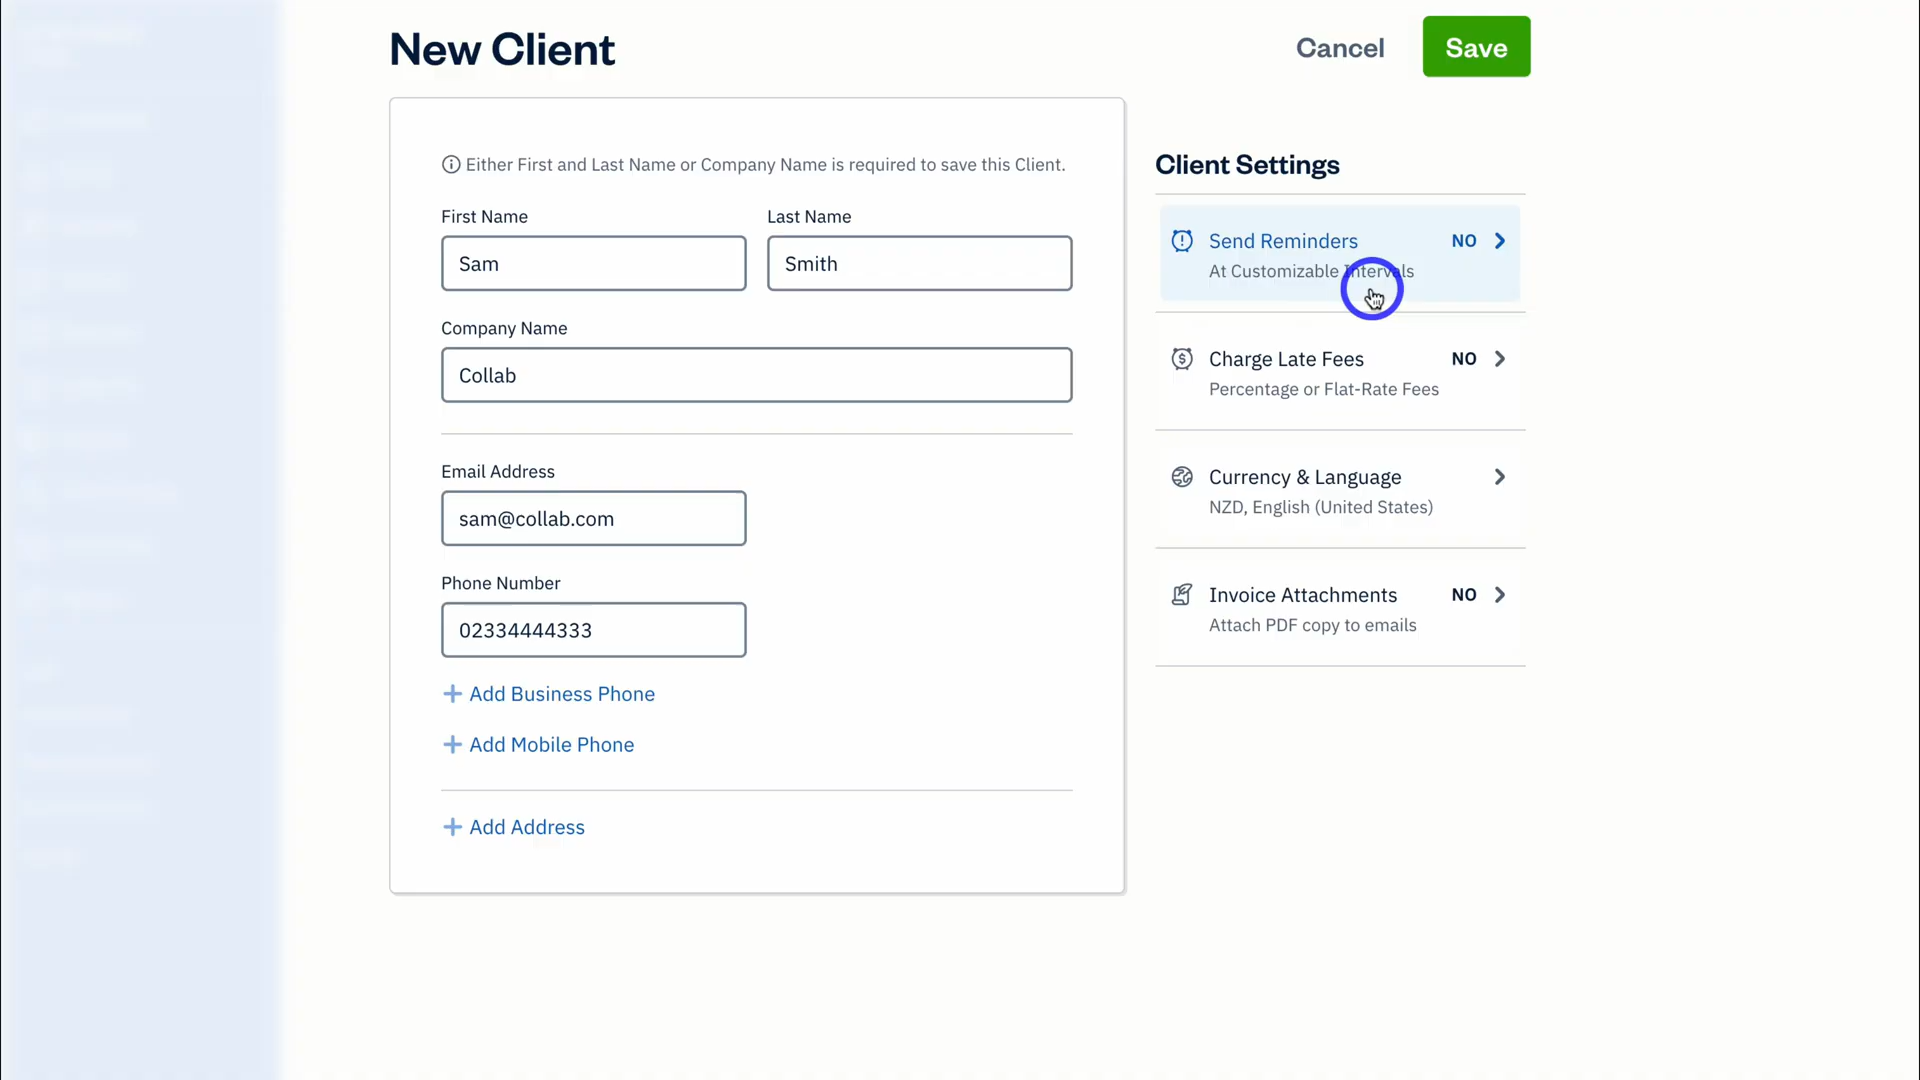 New Client
Cancel
Save
Either First and Last Name or Company Name is required to save this Client.
First Name
Last Name
Sam
Smith
Company Name
Collab
Email Address
sam@collab.com
Phone Number
02334444333
+ Add Business Phone
+ Add Mobile Phone
+ Add Address
Client Settings
Send Reminders NO
At Customizable Intervals
Charge Late Fees NO
Percentage or Flat-Rate Fees
Currency & Language
NZD, English (United States)
Invoice Attachments NO
Attach PDF copy to emails